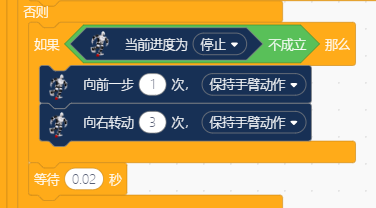 否则
如果 当前进度为 停止 不成立 那么
向前一步 1 次， 保持手臂动作
向右转动 3 次， 保持手臂动作
等待 0.02 秒